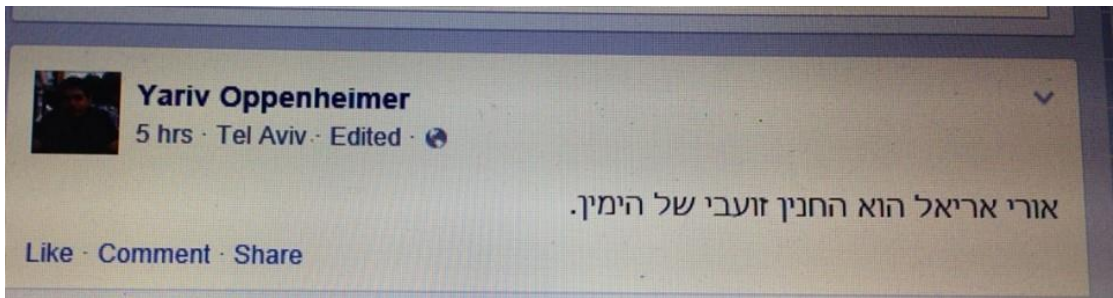 Yariv Oppenheimer
5 hrs · Tel Aviv · Edited ·
אורי אריאל הוא החנין זועבי של הימין.
Like · Comment · Share